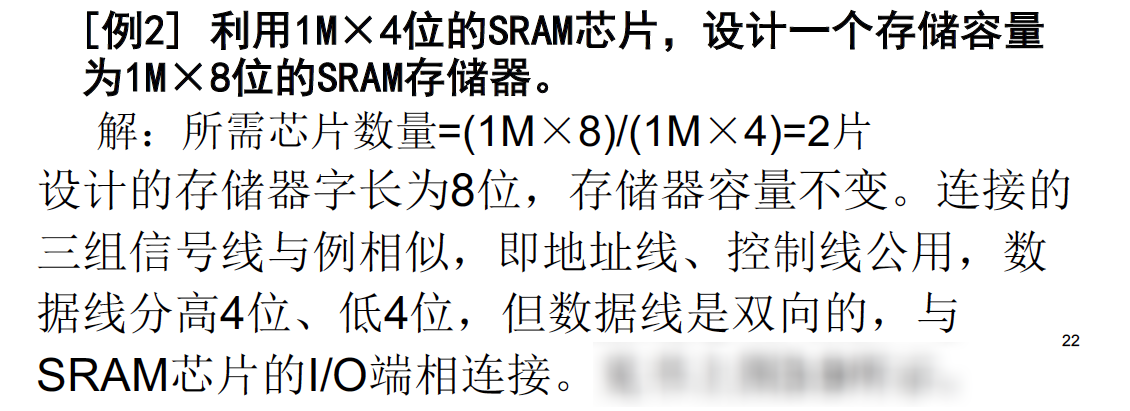 [例2] 利用1M×4位的SRAM芯片，设计一个存储容量
为1M×8位的SRAM存储器。
解：所需芯片数量=(1M×8)/(1M×4)=2片
设计的存储器字长为8位，存储器容量不变。连接的
三组信号线与例相似，即地址线、控制线公用，数
据线分高4位、低4位，但数据线是双向的，与
22
SRAM芯片的I/O端相连接。